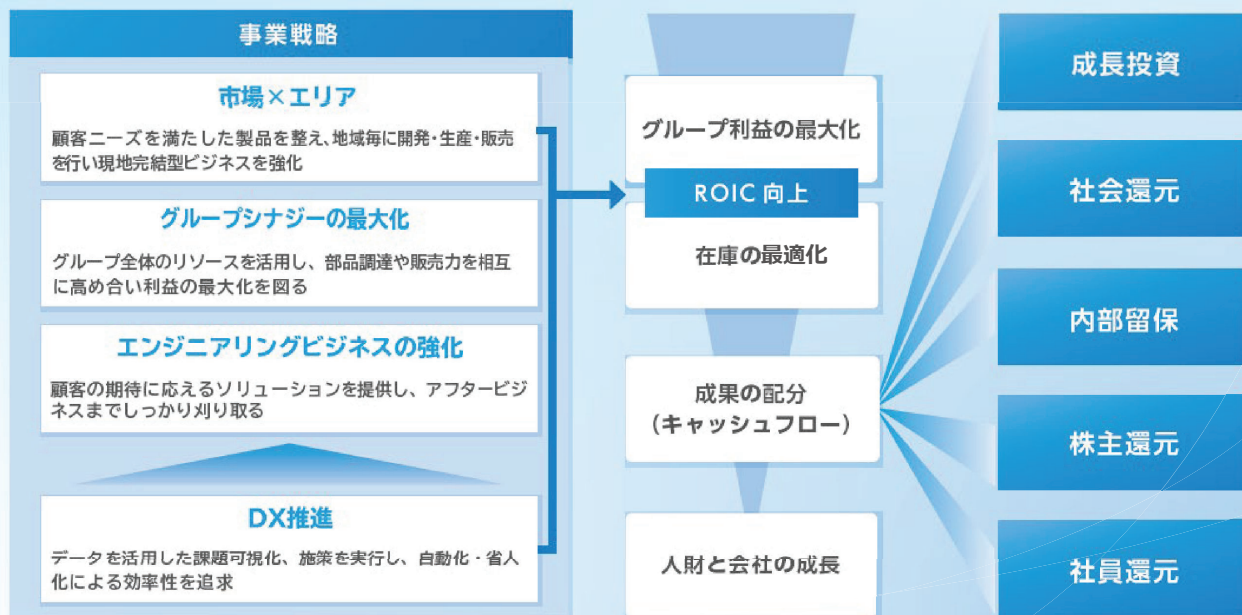 事業戦略
市場×エリア
顧客ニーズを満たした製品を整え、地域毎に開発・生産・販売
を行い現地完結型ビジネスを強化
グループシナジーの最大化
グループ全体のリソースを活用し、部品調達や販売力を相互
に高め合い利益の最大化を図る
エンジニアリングビジネスの強化
顧客の期待に応えるソリューションを提供し、アフタービジ
ネスまでしっかり刈り取る
DX推進
データを活用した課題可視化、施策を実行し、自動化・省人
化による効率性を追求
グループ利益の最大化
ROIC 向上
在庫の最適化
成果の配分
（キャッシュフロー）
人財と会社の成長
成長投資
社会還元
内部留保
株主還元
社員還元